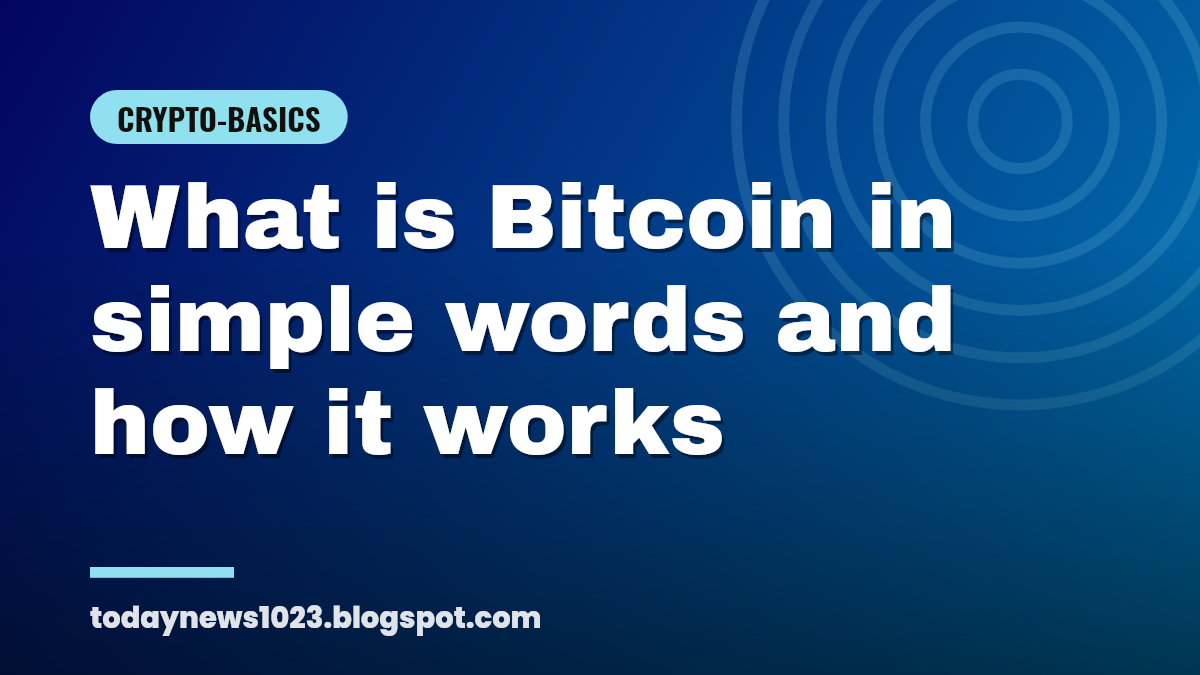 CRYPTO-BASICS
What is Bitcoin in
simple words and
how it works
todaynews1023.blogspot.com